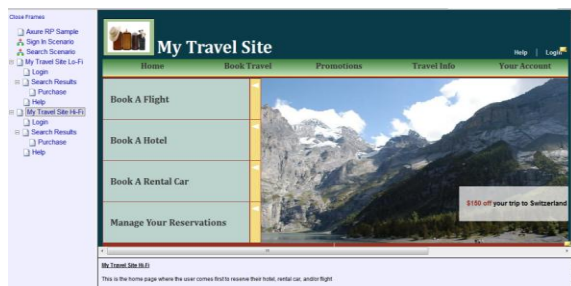 Close Frames
Axure RP Sample
Sign In Scenario
Search Scenario
My Travel Site Lo-Fi
Login
Search Results
Purchase
Help
My Travel Site Hi-Fi
Login
Search Results
Purchase
Help
My Travel Site
Help | Login
Home Book Travel Promotions Travel Info Your Account
Book A Flight
Book A Hotel
Book A Rental Car
Manage Your Reservations
$150 off your trip to Switzerland
My Travel Site Hi-Fi
This is the home page where the user comes first to reserve their hotel, rental car, and/or flight